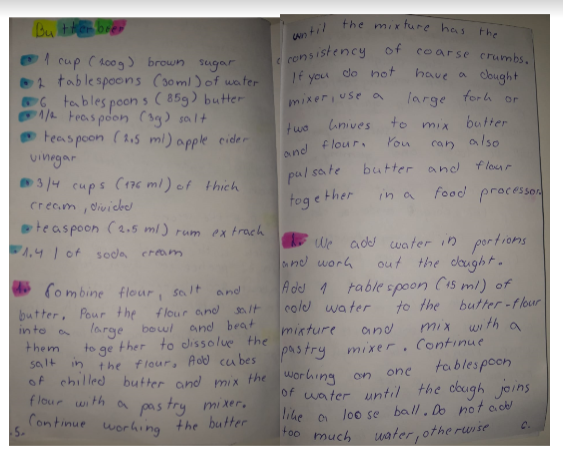 Butterbeer
1 cup (200g) brown sugar
2 tablespoons (30ml) of water
6 tablespoons (85g) butter
1/2 teaspoon (3g) salt
teaspoon (2.5 ml) apple cider
vinegar
3/4 cups (176 ml) of thich
cream, divided
teaspoon (2.5 ml) rum extrach
1.4 l of soda cream
1. Combine flour, salt and
butter. Pour the flour and salt
into a large bowl and beat
them together to dissolve the
salt in the flour. Add cubes
of chilled butter and mix the
flour with a pastry mixer.
Continue working the butter
.5.
until the mixture has the
consistency of coarse crumbs.
If you do not have a dought
mixer, use a large fork or
two knives to mix butter
and flour. You can also
pulsate butter and flour
together in a food processor
2. We add water in portions
and work out the dought.
Add 1 tablespoon (15 ml) of
cold water to the butter-flour
mixture and mix with a
pastry mixer. Continue
working on one tablespoon
of water until the dough joins
like a loose ball. Do not add
too much water, otherwise